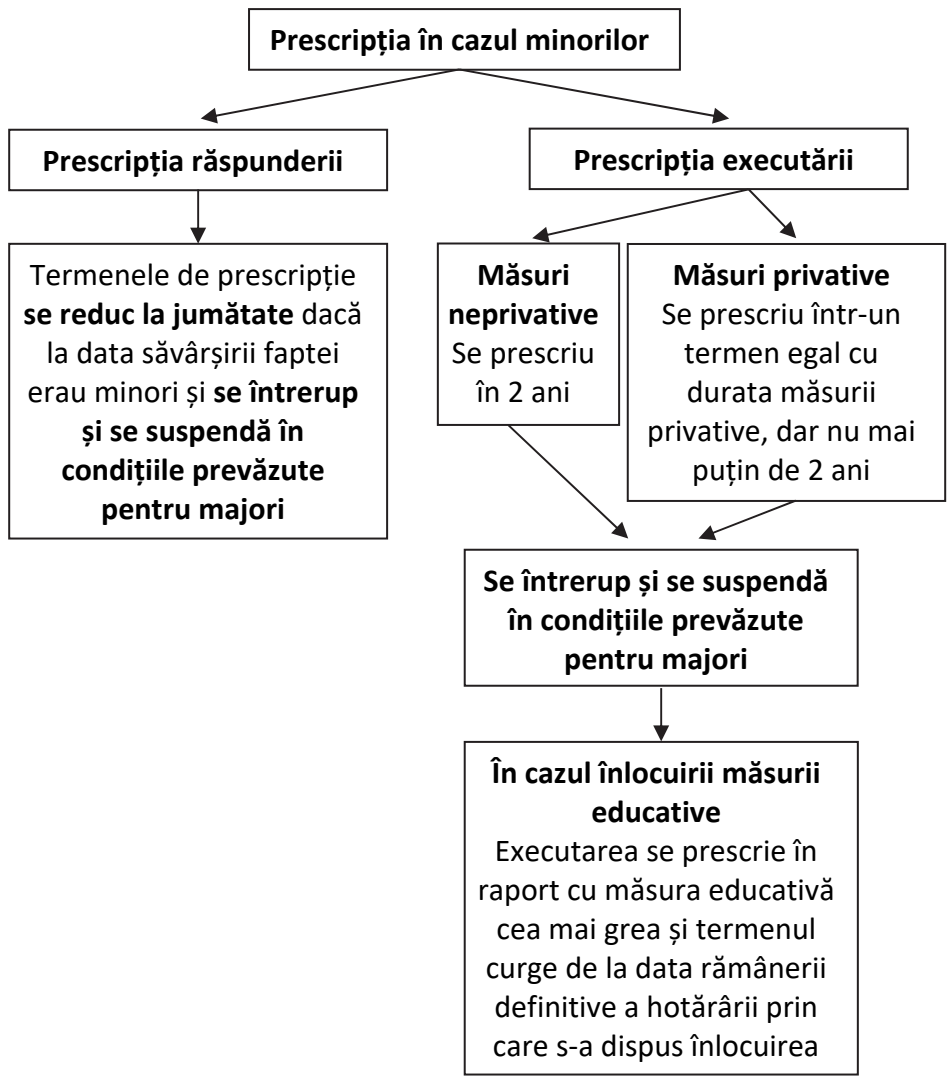 Prescripția în cazul minorilor
Prescripția răspunderii
Termenele de prescripție
se reduc la jumătate dacă
la data săvârșirii faptei
erau minori și se întrerup
și se suspendă în
condițiile prevăzute
pentru majori
Prescripția executării
Măsuri
neprivative
Se prescriu
în 2 ani
Măsuri privative
Se prescriu într-un
termen egal cu
durata măsurii
privative, dar nu mai
puțin de 2 ani
Se întrerup și se suspendă
în condițiile prevăzute
pentru majori
În cazul înlocuirii măsurii
educative
Executarea se prescrie în
raport cu măsura educativă
cea mai grea și termenul
curge de la data rămânerii
definitive a hotărârii prin
care s-a dispus înlocuirea